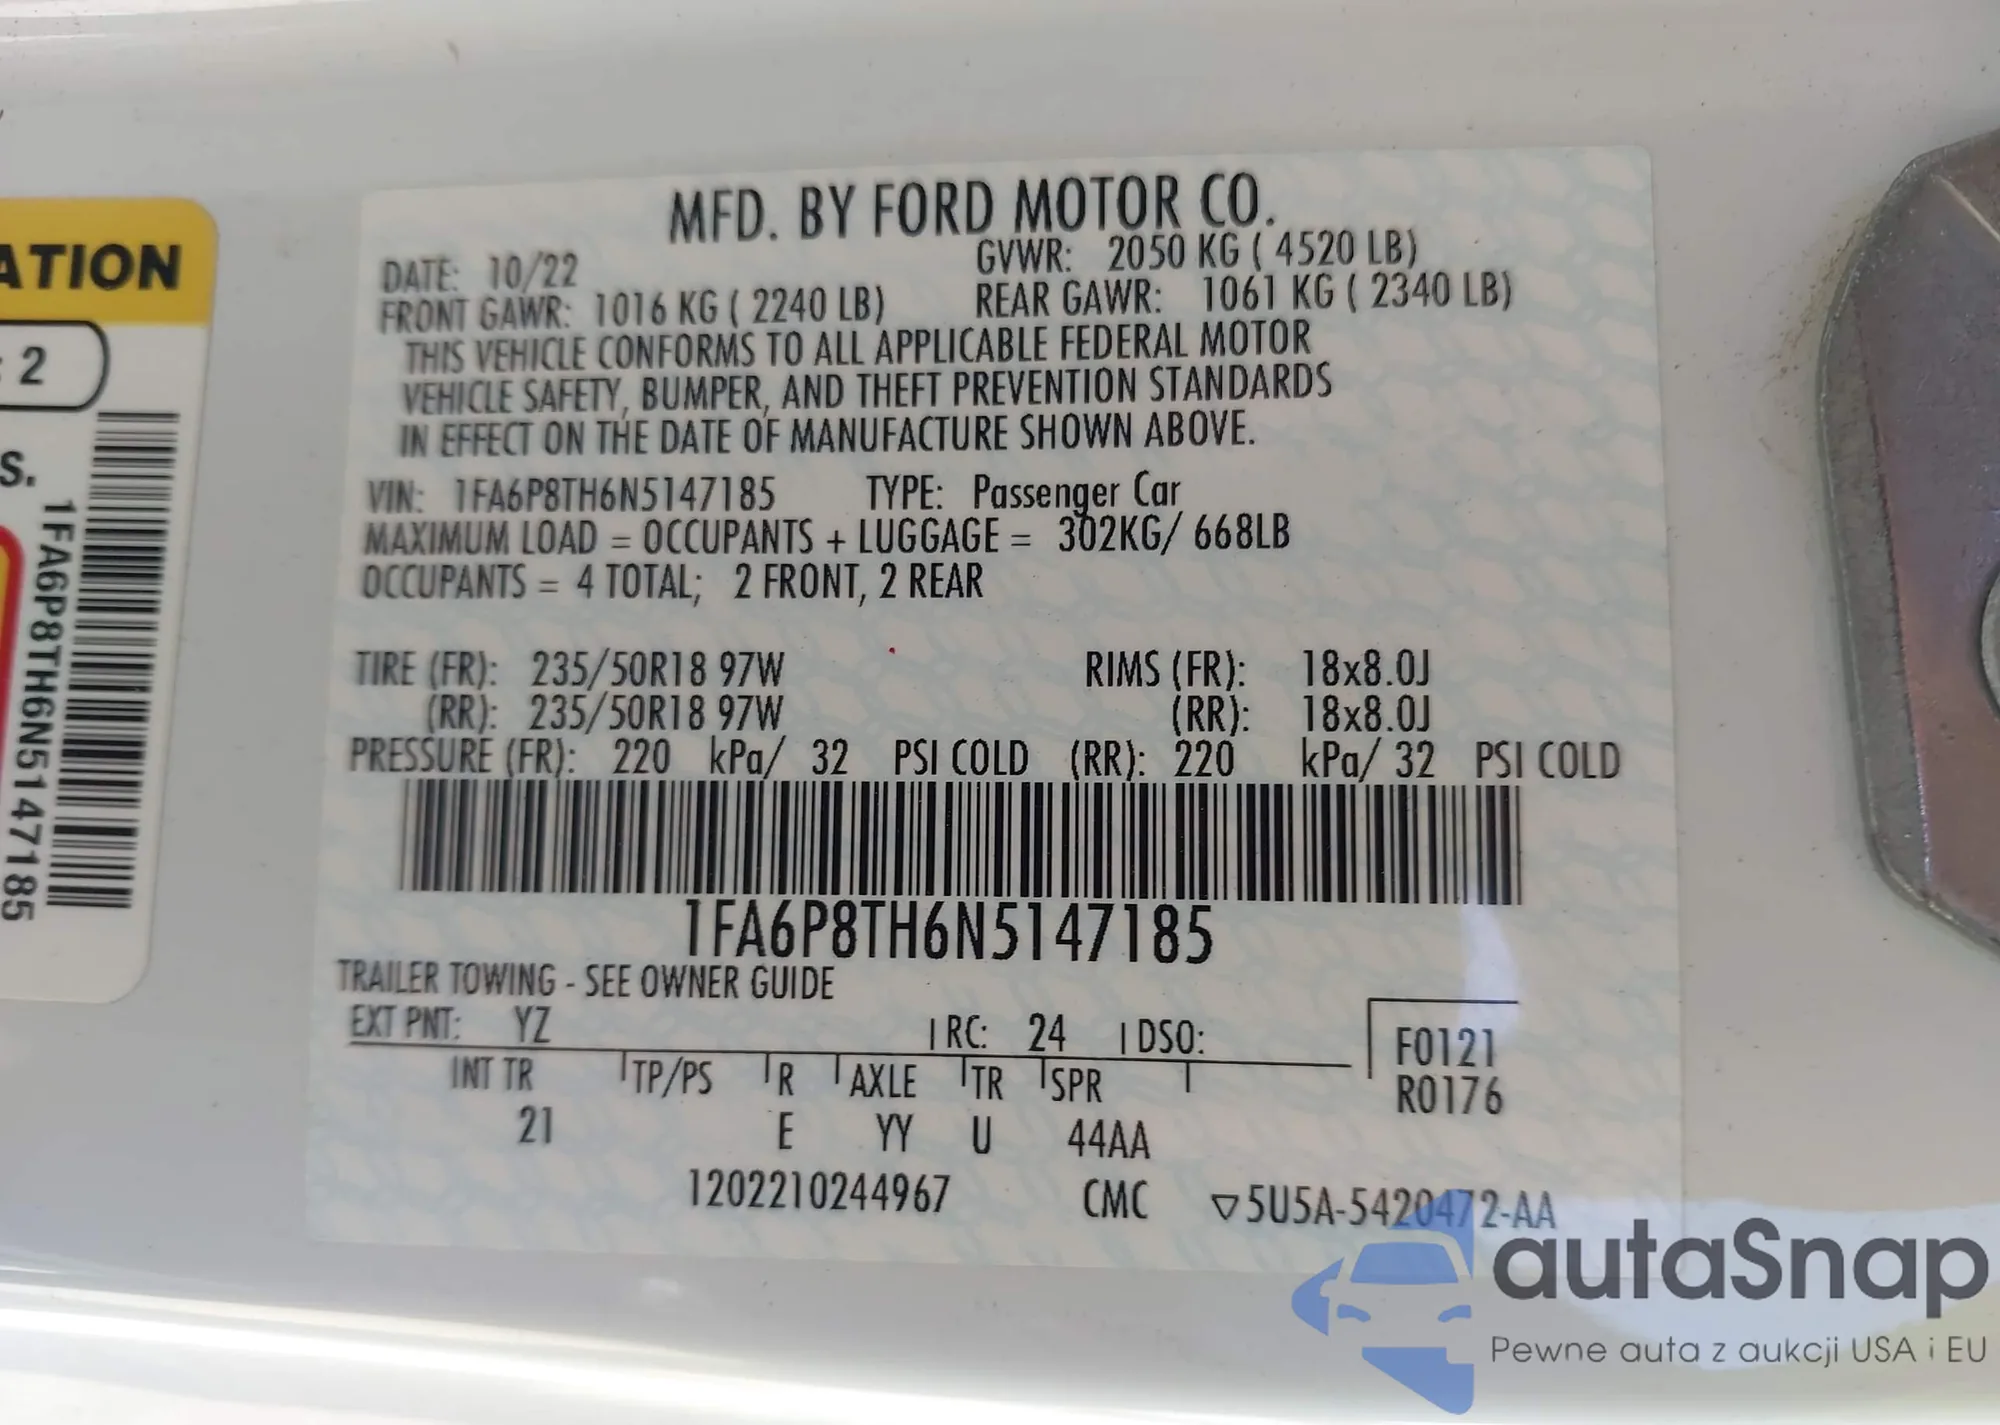 ATION
2
S.
1FA6P8TH6N5147185
MFD. BY FORD MOTOR CO.
DATE: 10/22 GVWR: 2050 KG ( 4520 LB)
FRONT GAWR: 1016 KG ( 2240 LB) REAR GAWR: 1061 KG ( 2340 LB)
THIS VEHICLE CONFORMS TO ALL APPLICABLE FEDERAL MOTOR
VEHICLE SAFETY, BUMPER, AND THEFT PREVENTION STANDARDS
IN EFFECT ON THE DATE OF MANUFACTURE SHOWN ABOVE.
VIN: 1FA6P8TH6N5147185 TYPE: Passenger Car
MAXIMUM LOAD = OCCUPANTS + LUGGAGE = 302KG/ 668LB
OCCUPANTS = 4 TOTAL; 2 FRONT, 2 REAR
TIRE (FR): 235/50R18 97W RIMS (FR): 18x8.0J
(RR): 235/50R18 97W (RR): 18x8.0J
PRESSURE (FR): 220 kPa/ 32 PSI COLD (RR): 220 kPa/ 32 PSI COLD
1FA6P8TH6N5147185
TRAILER TOWING - SEE OWNER GUIDE
EXT PNT: YZ RC: 24 DSO: F0121
INT TR TP/PS R AXLE TR SPR R0176
21 E YY U 44AA
1202210244967 CMC ▽5U5A-5420472-AA
autaSnap
Pewne auta z aukcji USA i EU